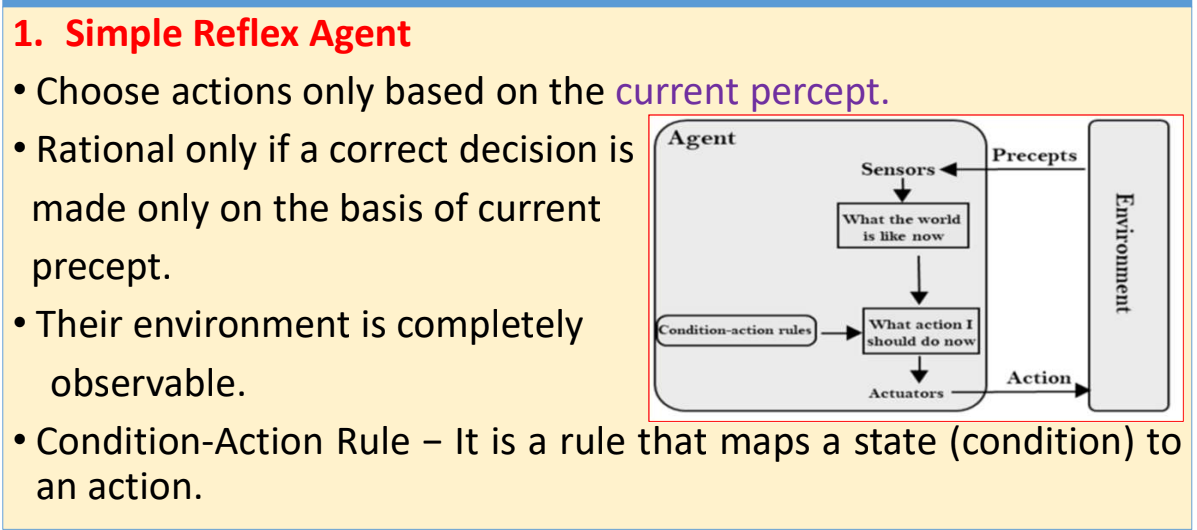 1. Simple Reflex Agent
• Choose actions only based on the current percept.
• Rational only if a correct decision is
made only on the basis of current
precept.
• Their environment is completely
observable.
• Condition-Action Rule – It is a rule that maps a state (condition) to
an action.
Agent
Sensors
Precepts
What the world
is like now
Environment
Condition-action rules
What action I
should do now
Actuators
Action